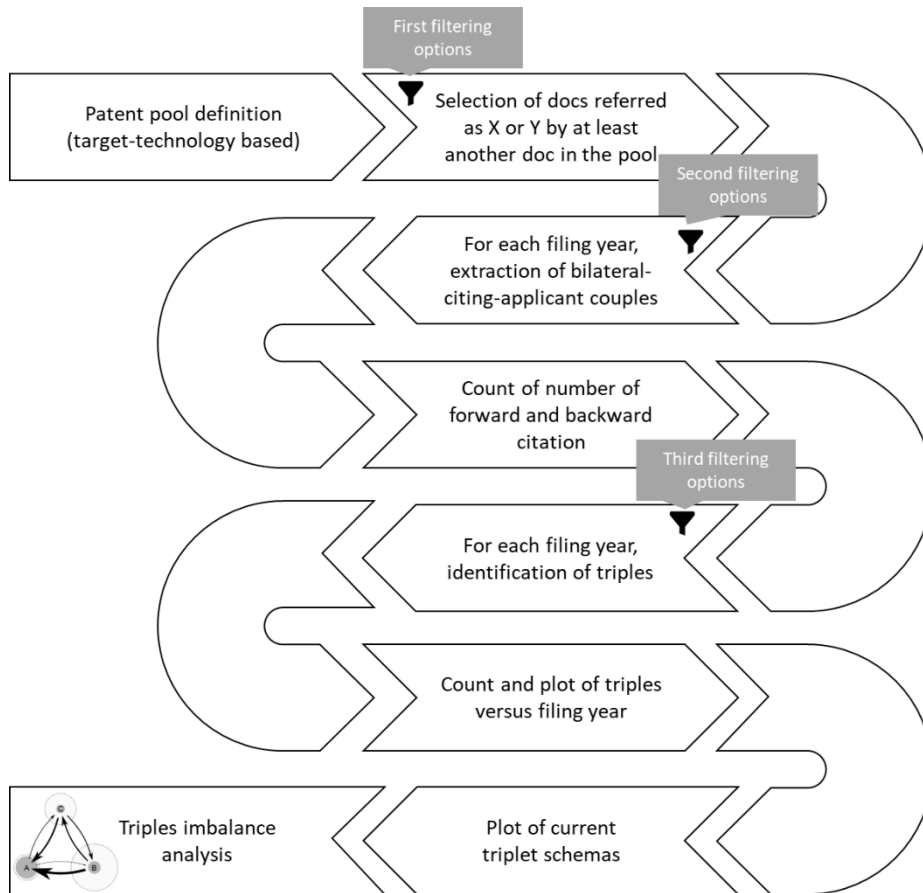 First filtering
options
Patent pool definition
(target-technology based)
Selection of docs referred
as X or Y by at least
another doc in the pool
Second filtering
options
For each filing year,
extraction of bilateral-
citing-applicant couples
Count of number of
forward and backward
citation
Third filtering
options
For each filing year,
identification of triples
Count and plot of triples
versus filing year
Plot of current
triplet schemas
Triples imbalance
analysis
C
A
B